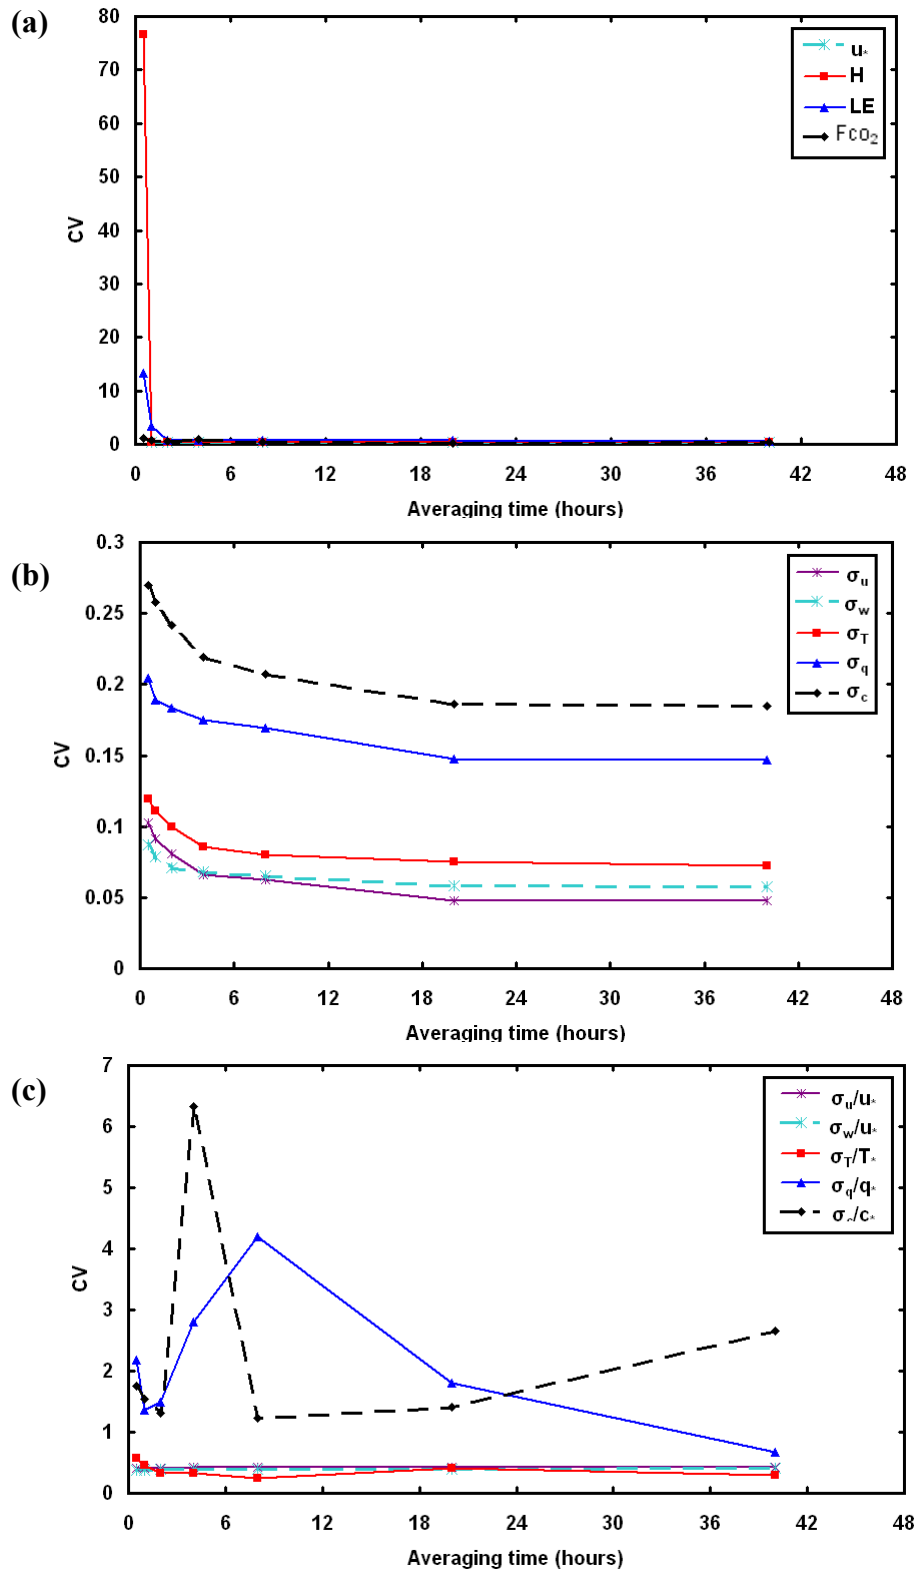 (a)
80
70
60
50
40
30
20
10
0
CV
0 6 12 18 24 30 36 42 48
Averaging time (hours)
u*
H
LE
Fco₂
(b)
0.3
0.25
0.2
0.15
0.1
0.05
0
CV
0 6 12 18 24 30 36 42 48
Averaging time (hours)
σu
σw
σT
σq
σc
(c)
7
6
5
4
3
2
1
0
CV
0 6 12 18 24 30 36 42 48
Averaging time (hours)
σu/u*
σw/u*
σT/T*
σq/q*
σc/c*